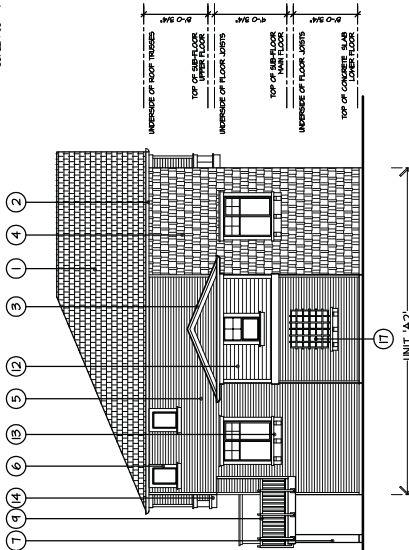 1
2
3
4
5
6
7
9
12
13
14
17
UNIT 'A2'
UNDERSIDE OF ROOF TRUSSES
8'-0 3/4"
TOP OF SUB-FLOOR
UPPER FLOOR
UNDERSIDE OF FLOOR JOISTS
9'-0 3/4"
TOP OF SUB-FLOOR
MAIN FLOOR
UNDERSIDE OF FLOOR JOISTS
8'-0 3/4"
TOP OF CONCRETE SLAB
LOWER FLOOR